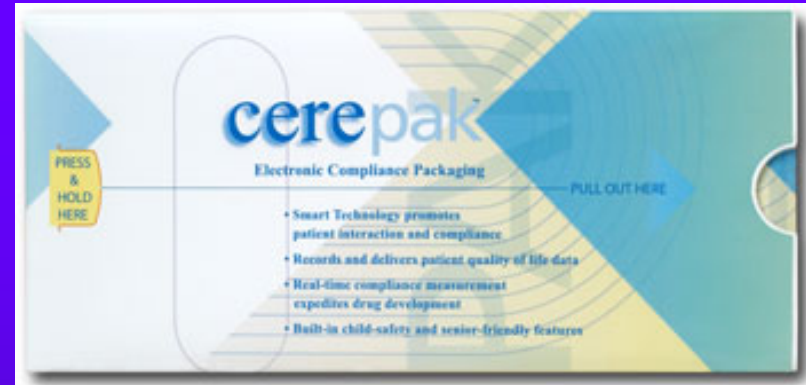 cerepak™
Electronic Compliance Packaging
PRESS
&
HOLD
HERE
PULL OUT HERE
• Smart Technology promotes
patient interaction and compliance
• Records and delivers patient quality of life data
• Real-time compliance measurement
expedites drug development
• Built-in child-safety and senior-friendly features